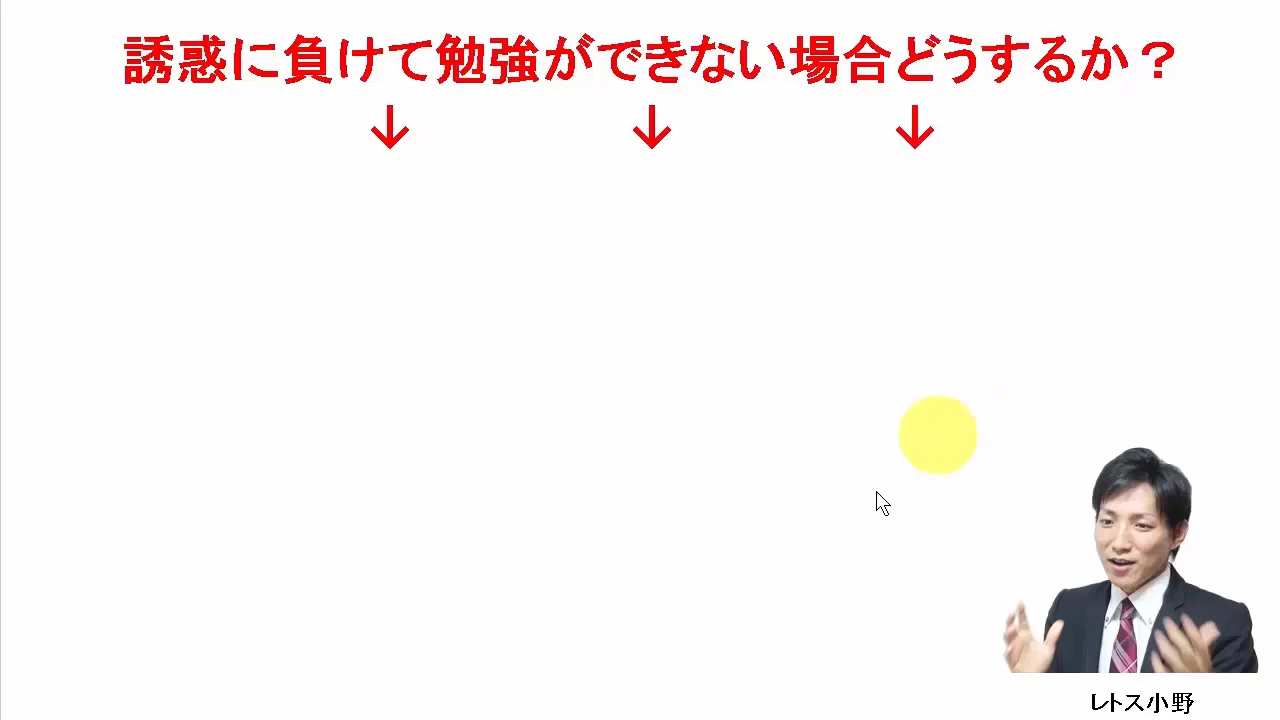 誘惑に負けて勉強ができない場合どうするか？
↓ ↓ ↓
レトス小野